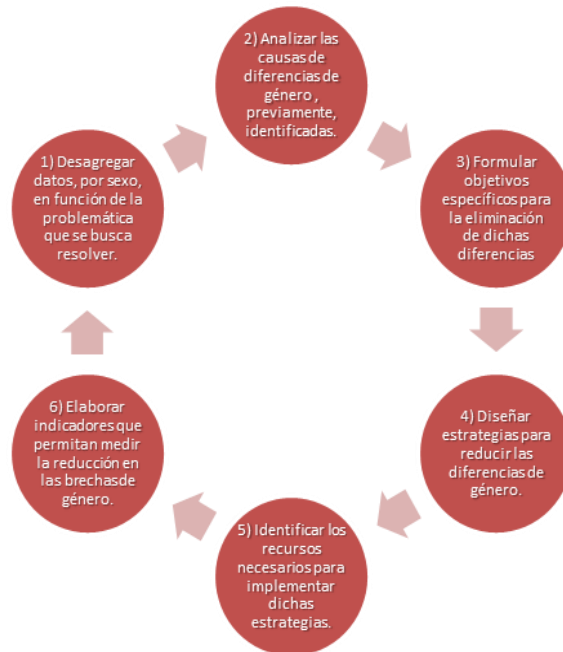 1) Desagregar
datos, por sexo,
en función de la
problemática
que se busca
resolver.
2) Analizar las
causas de
diferencias de
género ,
previamente,
identificadas.
3) Formular
objetivos
específicos para
la eliminación
de dichas
diferencias
4) Diseñar
estrategias para
reducir las
diferencias de
género.
5) Identificar los
recursos
necesarios para
implementar
dichas
estrategias.
6) Elaborar
indicadores que
permitan medir
la reducción en
las brechas de
género.